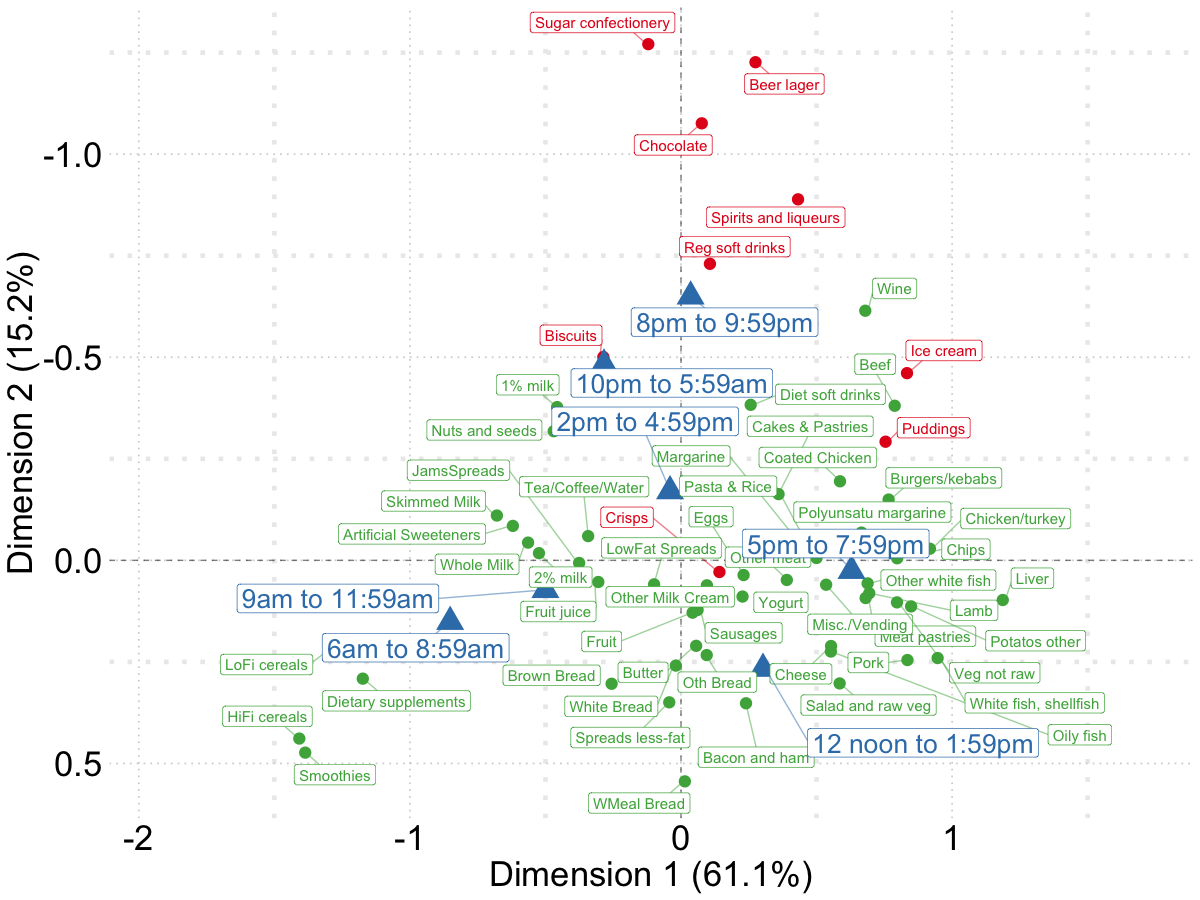 Sugar confectionery
Beer lager
Chocolate
-1.0
Spirits and liqueurs
Reg soft drinks
Wine
8pm to 9:59pm
Biscuits
Ice cream
-0.5
Beef
1% milk
10pm to 5:59am
Diet soft drinks
2pm to 4:59pm
Nuts and seeds
Cakes & Pastries
Puddings
Margarine
Coated Chicken
JamsSpreads
Tea/Coffee/Water
Pasta & Rice
Burgers/kebabs
Skimmed Milk
Polyunsatu margarine
Crisps
Eggs
Chicken/turkey
Artificial Sweeteners
5pm to 7:59pm
LowFat Spreads
Other meat
Chips
0.0
Whole Milk
2% milk
Other white fish
Liver
9am to 11:59am
Other Milk Cream
Yogurt
Fruit juice
Lamb
Misc./Vending
Fruit
Sausages
Meat pastries
Potatos other
6am to 8:59am
LoFi cereals
Pork
Brown Bread
Butter
Cheese
Veg not raw
Oth Bread
Dietary supplements
White Bread
Salad and raw veg
White fish, shellfish
HiFi cereals
Spreads less-fat
Oily fish
12 noon to 1:59pm
Bacon and ham
0.5
Smoothies
WMeal Bread
-2
-1
0
1
Dimension 1 (61.1%)
Dimension 2 (15.2%)